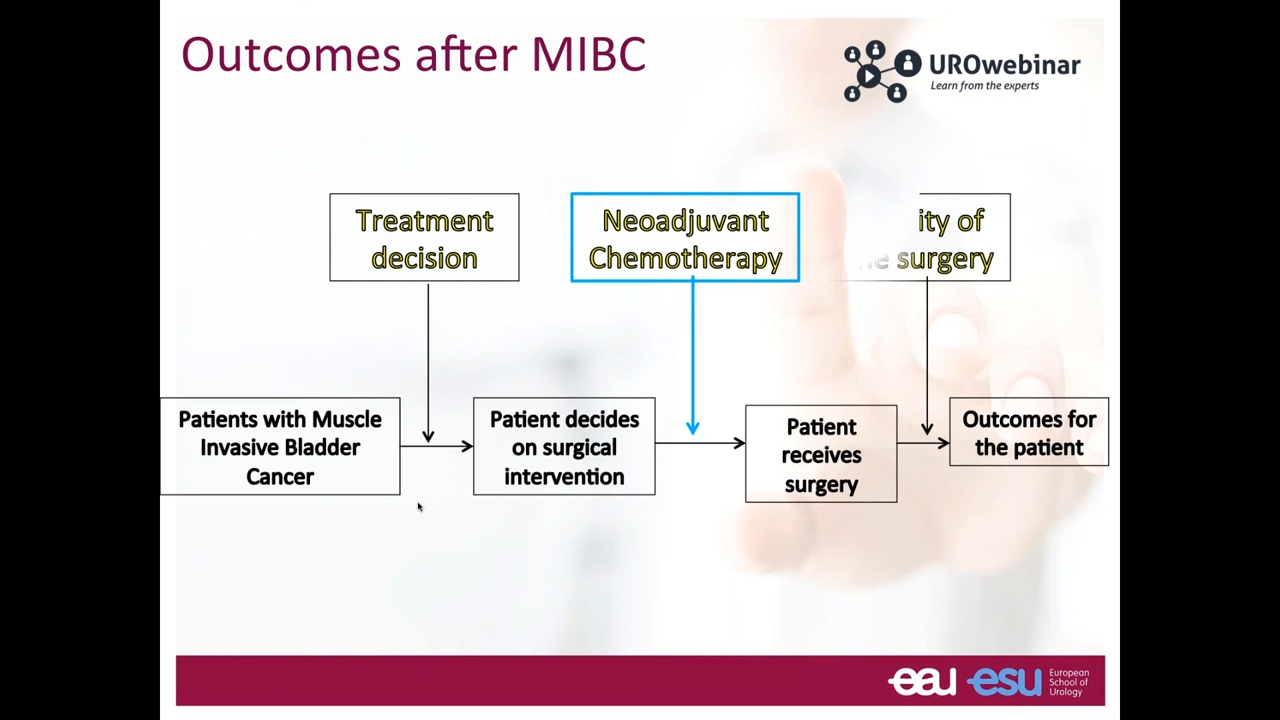 Outcomes after MIBC
UROwebinar
Learn from the experts
Treatment
decision
Neoadjuvant
Chemotherapy
ity of
surgery
Patients with Muscle
Invasive Bladder
Cancer
Patient decides
on surgical
intervention
Patient
receives
surgery
Outcomes for
the patient
eau esu
European
School of
Urology